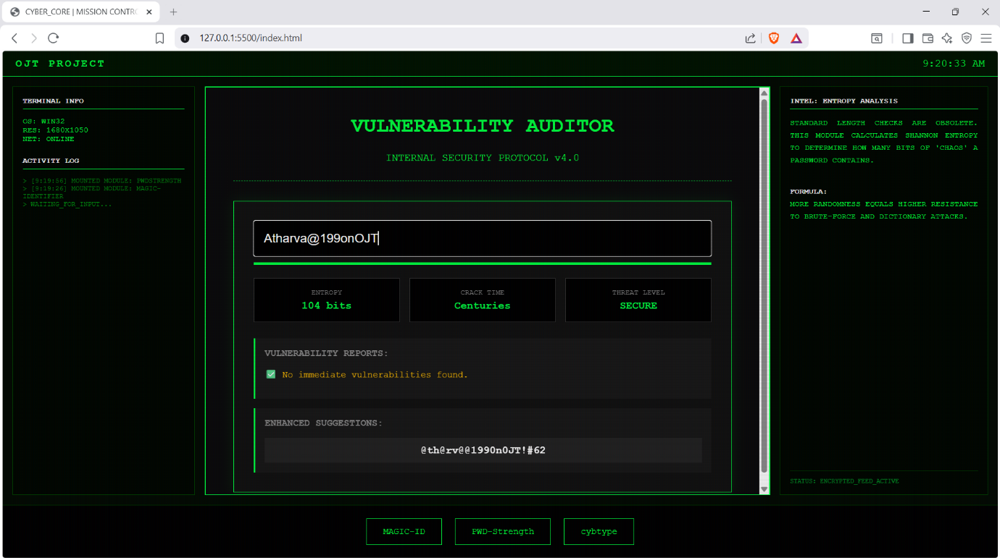 CYBER_CORE | MISSION CONTRO
127.0.0.1:5500/index.html
OJT PROJECT
9:20:33 AM
TERMINAL INFO
OS: WIN32
RES: 1680X1050
NET: ONLINE
ACTIVITY LOG
> [9:19:56] MOUNTED MODULE: PWDSTRENGTH
> [9:19:26] MOUNTED MODULE: MAGIC-
IDENTIFIER
> WAITING_FOR_INPUT...
VULNERABILITY AUDITOR
INTERNAL SECURITY PROTOCOL v4.0
Atharva@199onOJT
ENTROPY
104 bits
CRACK TIME
Centuries
THREAT LEVEL
SECURE
VULNERABILITY REPORTS:
✅ No immediate vulnerabilities found.
ENHANCED SUGGESTIONS:
@th@rv@@1990n0JT!#62
INTEL: ENTROPY ANALYSIS
STANDARD LENGTH CHECKS ARE OBSOLETE.
THIS MODULE CALCULATES SHANNON ENTROPY
TO DETERMINE HOW MANY BITS OF 'CHAOS' A
PASSWORD CONTAINS.
FORMULA:
MORE RANDOMNESS EQUALS HIGHER RESISTANCE
TO BRUTE-FORCE AND DICTIONARY ATTACKS.
STATUS: ENCRYPTED_FEED_ACTIVE
MAGIC-ID
PWD-Strength
cybtype